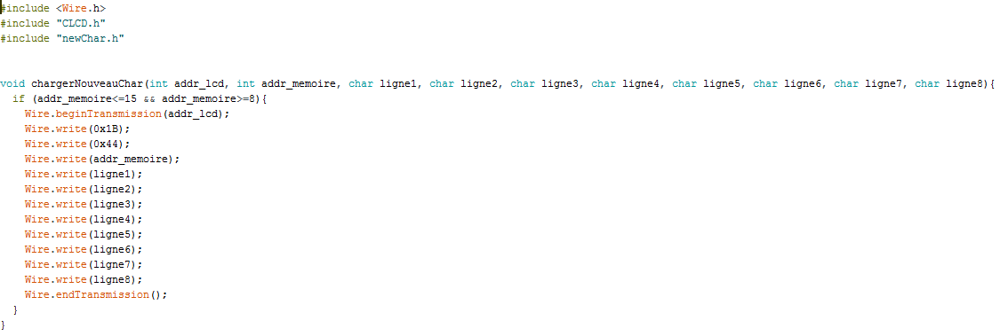 #include <Wire.h>
#include "CLCD.h"
#include "newChar.h"
void chargerNouveauChar(int addr_lcd, int addr_memoire, char ligne1, char ligne2, char ligne3, char ligne4, char ligne5, char ligne6, char ligne7, char ligne8){
if (addr_memoire<=15 && addr_memoire>=8){
Wire.beginTransmission(addr_lcd);
Wire.write(0x1B);
Wire.write(0x44);
Wire.write(addr_memoire);
Wire.write(ligne1);
Wire.write(ligne2);
Wire.write(ligne3);
Wire.write(ligne4);
Wire.write(ligne5);
Wire.write(ligne6);
Wire.write(ligne7);
Wire.write(ligne8);
Wire.endTransmission();
}
}